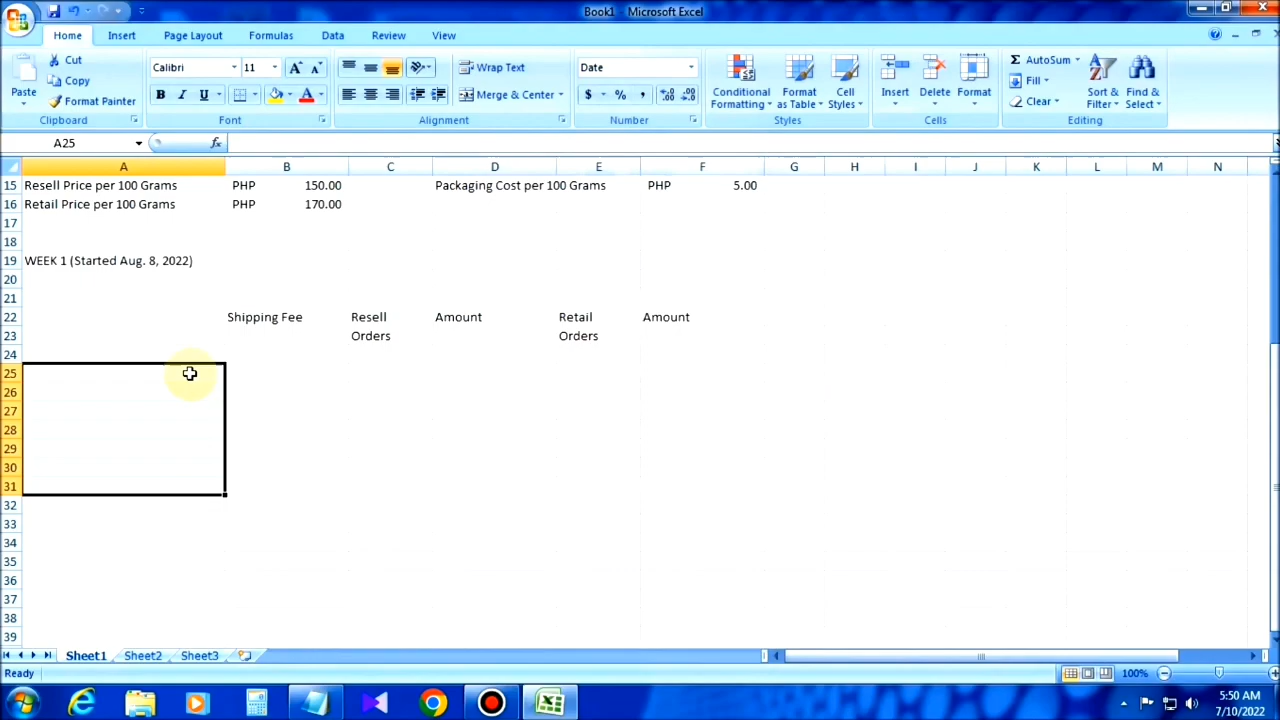 Book1 - Microsoft Excel
Home Insert Page Layout Formulas Data Review View
Paste Cut Copy Format Painter
Calibri 11 A A
B I U A
Wrap Text
Merge & Center
Date
$ % ,
Conditional Formatting Format as Table Cell Styles
Insert Delete Format
Σ AutoSum Fill Clear
Sort & Filter Find & Select
Clipboard Font Alignment Number Styles Cells Editing
A25 fx
A B C D E F G H I J K L M N
15 Resell Price per 100 Grams PHP 150.00 Packaging Cost per 100 Grams PHP 5.00
16 Retail Price per 100 Grams PHP 170.00
17
18
19 WEEK 1 (Started Aug. 8, 2022)
20
21
22 Shipping Fee Resell Amount Retail Amount
23 Orders Orders
24
25
26
27
28
29
30
31
32
33
34
35
36
37
38
39
Sheet1 Sheet2 Sheet3
Ready 100%
5:50 AM
7/10/2022